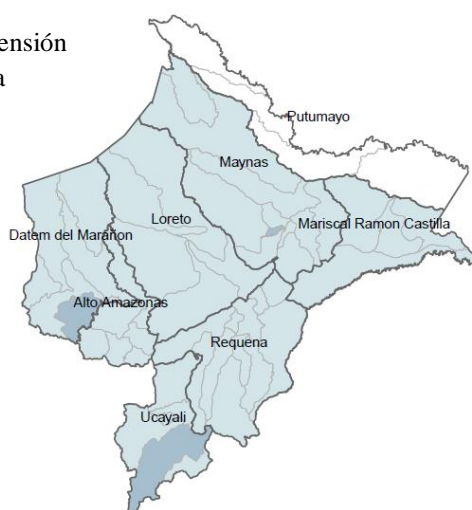 ensión
a
Putumayo
Maynas
Loreto
Mariscal Ramon Castilla
Datem del Marañon
Alto Amazonas
Requena
Ucayali